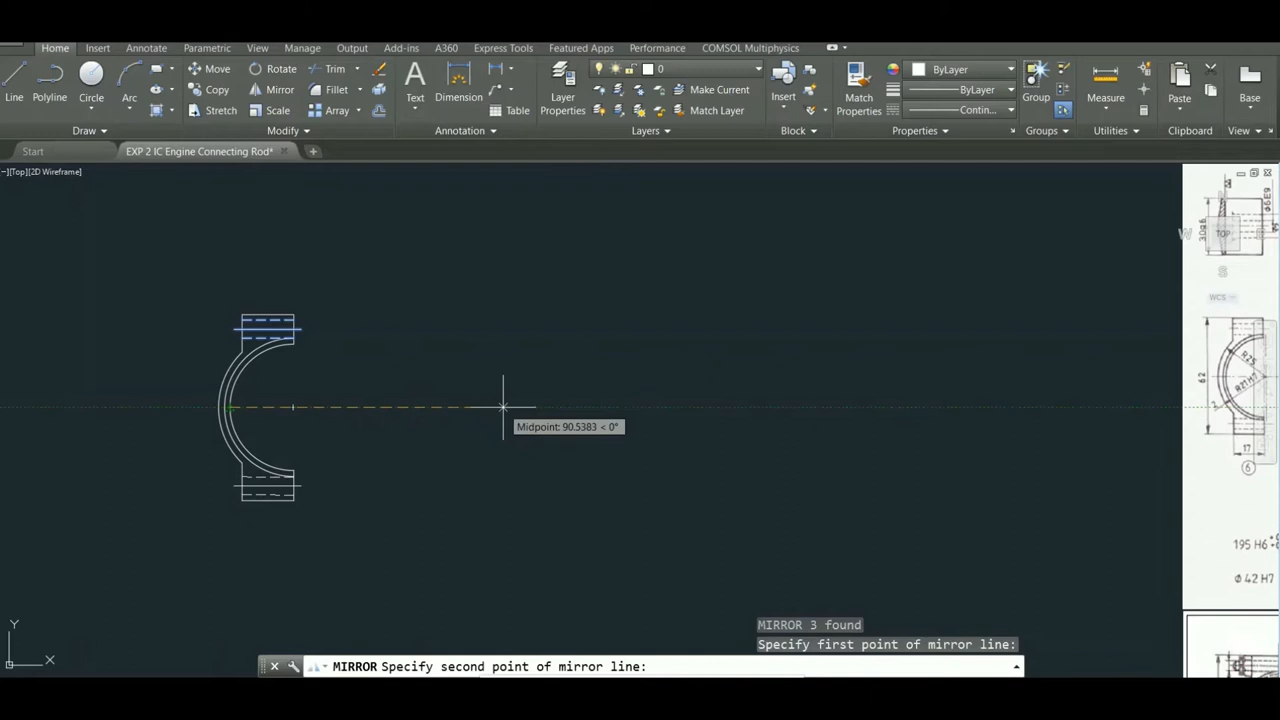 Home Insert Annotate Parametric View Manage Output Add-ins A360 Express Tools Featured Apps Performance COMSOL Multiphysics
Move Rotate Trim 0 ByLayer
Copy Mirror Fillet Make Current ByLayer
Line Polyline Circle Arc Stretch Scale Array Text Dimension Table Layer Properties Match Layer Insert Match Properties Contin... Group Measure Paste Base
Draw Modify Annotation Layers Block Properties Groups Utilities Clipboard View
Start EXP 2 IC Engine Connecting Rod*
[Top][2D Wireframe]
W TOP
S
WCS
R25
R21H7
62
17
6
Midpoint: 90.5383 < 0°
195 H6
Φ 42 H7
MIRROR 3 found
Specify first point of mirror line:
Y
X
MIRROR Specify second point of mirror line: